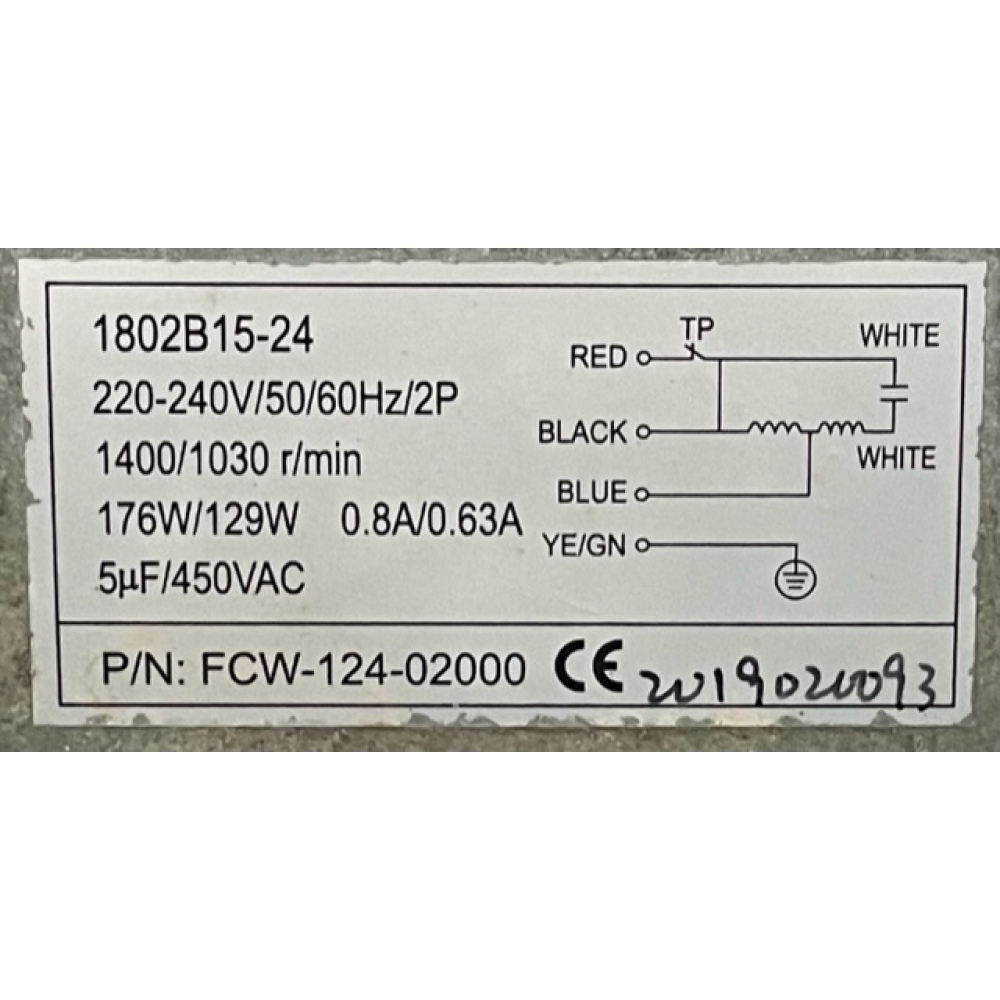 1802B15-24
220-240V/50/60Hz/2P
1400/1030 r/min
176W/129W 0.8A/0.63A
5μF/450VAC
TP
RED
WHITE
BLACK
WHITE
BLUE
YE/GN
P/N: FCW-124-02000 CE 2019020093